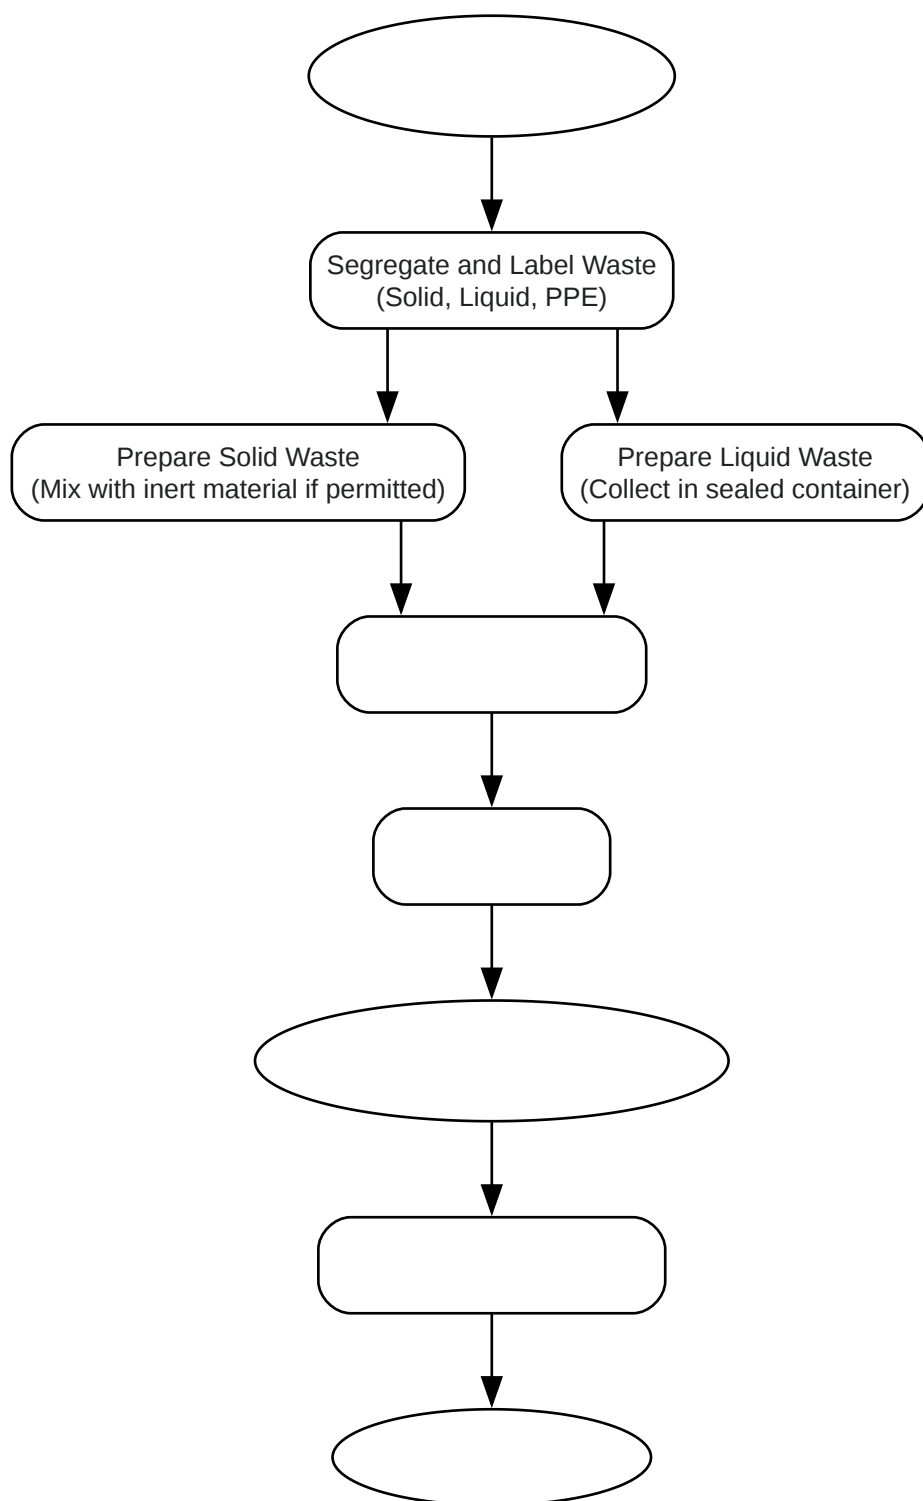 Segregate and Label Waste
(Solid, Liquid, PPE)
Prepare Solid Waste
(Mix with inert material if permitted)
Prepare Liquid Waste
(Collect in sealed container)